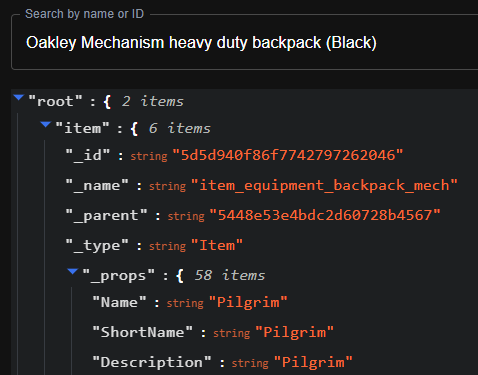 Search by name or ID
Oakley Mechanism heavy duty backpack (Black)
"root" : { 2 items
"item" : { 6 items
"_id" : string "5d5d940f86f7742797262046"
"_name" : string "item_equipment_backpack_mech"
"_parent" : string "5448e53e4bdc2d60728b4567"
"_type" : string "Item"
"_props" : { 58 items
"Name" : string "Pilgrim"
"ShortName" : string "Pilgrim"
"Description" : string "Pilgrim"